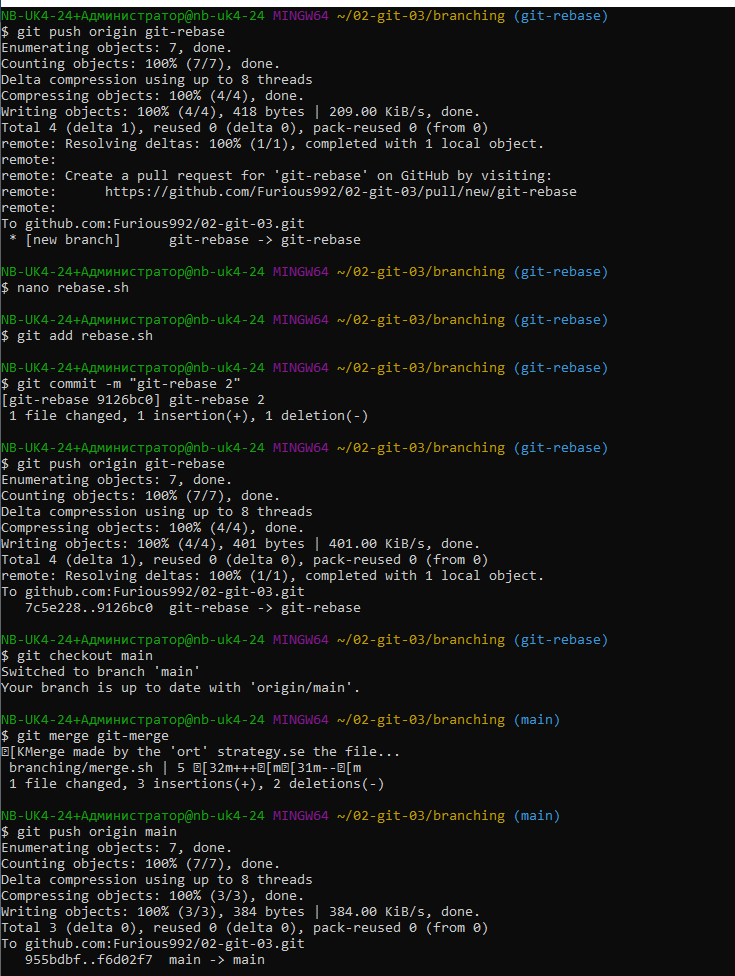 NB-UK4-24+Администратор@nb-uk4-24 MINGW64 ~/02-git-03/branching (git-rebase)
$ git push origin git-rebase
Enumerating objects: 7, done.
Counting objects: 100% (7/7), done.
Delta compression using up to 8 threads
Compressing objects: 100% (4/4), done.
Writing objects: 100% (4/4), 418 bytes | 209.00 KiB/s, done.
Total 4 (delta 1), reused 0 (delta 0), pack-reused 0 (from 0)
remote: Resolving deltas: 100% (1/1), completed with 1 local object.
remote:
remote: Create a pull request for 'git-rebase' on GitHub by visiting:
remote:      https://github.com/Furious992/02-git-03/pull/new/git-rebase
remote:
To github.com:Furious992/02-git-03.git
 * [new branch]      git-rebase -> git-rebase
NB-UK4-24+Администратор@nb-uk4-24 MINGW64 ~/02-git-03/branching (git-rebase)
$ nano rebase.sh
NB-UK4-24+Администратор@nb-uk4-24 MINGW64 ~/02-git-03/branching (git-rebase)
$ git add rebase.sh
NB-UK4-24+Администратор@nb-uk4-24 MINGW64 ~/02-git-03/branching (git-rebase)
$ git commit -m "git-rebase 2"
[git-rebase 9126bc0] git-rebase 2
 1 file changed, 1 insertion(+), 1 deletion(-)
NB-UK4-24+Администратор@nb-uk4-24 MINGW64 ~/02-git-03/branching (git-rebase)
$ git push origin git-rebase
Enumerating objects: 7, done.
Counting objects: 100% (7/7), done.
Delta compression using up to 8 threads
Compressing objects: 100% (4/4), done.
Writing objects: 100% (4/4), 401 bytes | 401.00 KiB/s, done.
Total 4 (delta 1), reused 0 (delta 0), pack-reused 0 (from 0)
remote: Resolving deltas: 100% (1/1), completed with 1 local object.
To github.com:Furious992/02-git-03.git
   7c5e228..9126bc0  git-rebase -> git-rebase
NB-UK4-24+Администратор@nb-uk4-24 MINGW64 ~/02-git-03/branching (git-rebase)
$ git checkout main
Switched to branch 'main'
Your branch is up to date with 'origin/main'.
NB-UK4-24+Администратор@nb-uk4-24 MINGW64 ~/02-git-03/branching (main)
$ git merge git-merge
�[KMerge made by the 'ort' strategy.se the file...
 branching/merge.sh | 5 �[32m+++�[m�[31m--�[m
 1 file changed, 3 insertions(+), 2 deletions(-)
NB-UK4-24+Администратор@nb-uk4-24 MINGW64 ~/02-git-03/branching (main)
$ git push origin main
Enumerating objects: 7, done.
Counting objects: 100% (7/7), done.
Delta compression using up to 8 threads
Compressing objects: 100% (3/3), done.
Writing objects: 100% (3/3), 384 bytes | 384.00 KiB/s, done.
Total 3 (delta 0), reused 0 (delta 0), pack-reused 0 (from 0)
To github.com:Furious992/02-git-03.git
   955bdbf..f6d02f7  main -> main